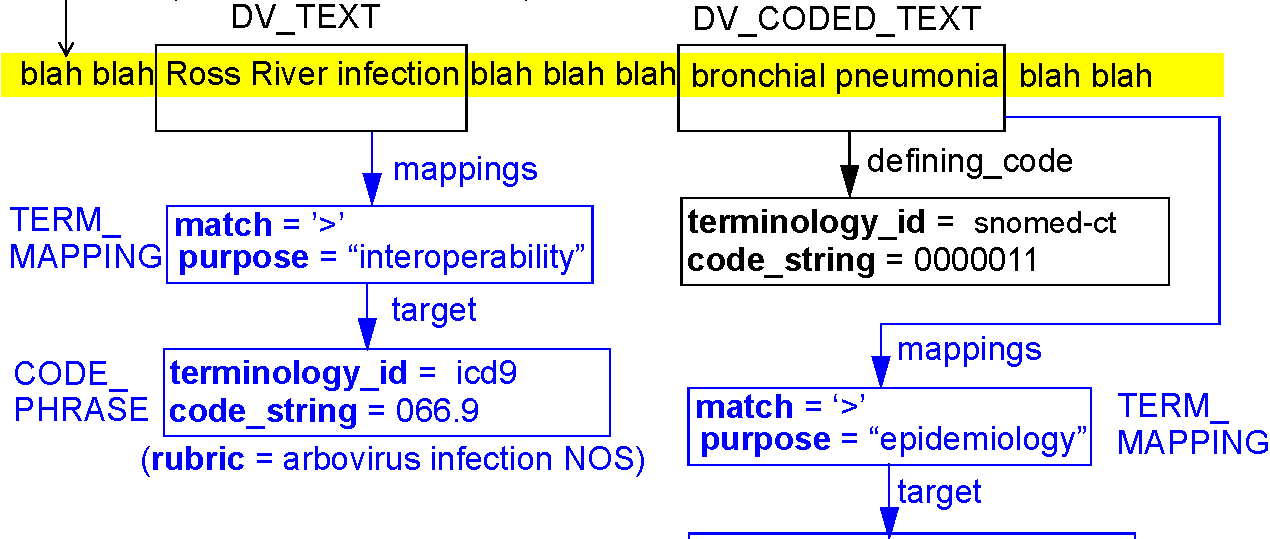 DV_TEXT
DV_CODED_TEXT
blah blah Ross River infection blah blah blah bronchial pneumonia blah blah
mappings
defining_code
TERM_
MAPPING
match = ’>’
purpose = “interoperability”
terminology_id = snomed-ct
code_string = 0000011
target
mappings
CODE_
PHRASE
terminology_id = icd9
code_string = 066.9
(rubric = arbovirus infection NOS)
match = ‘>’
purpose = “epidemiology”
TERM_
MAPPING
target